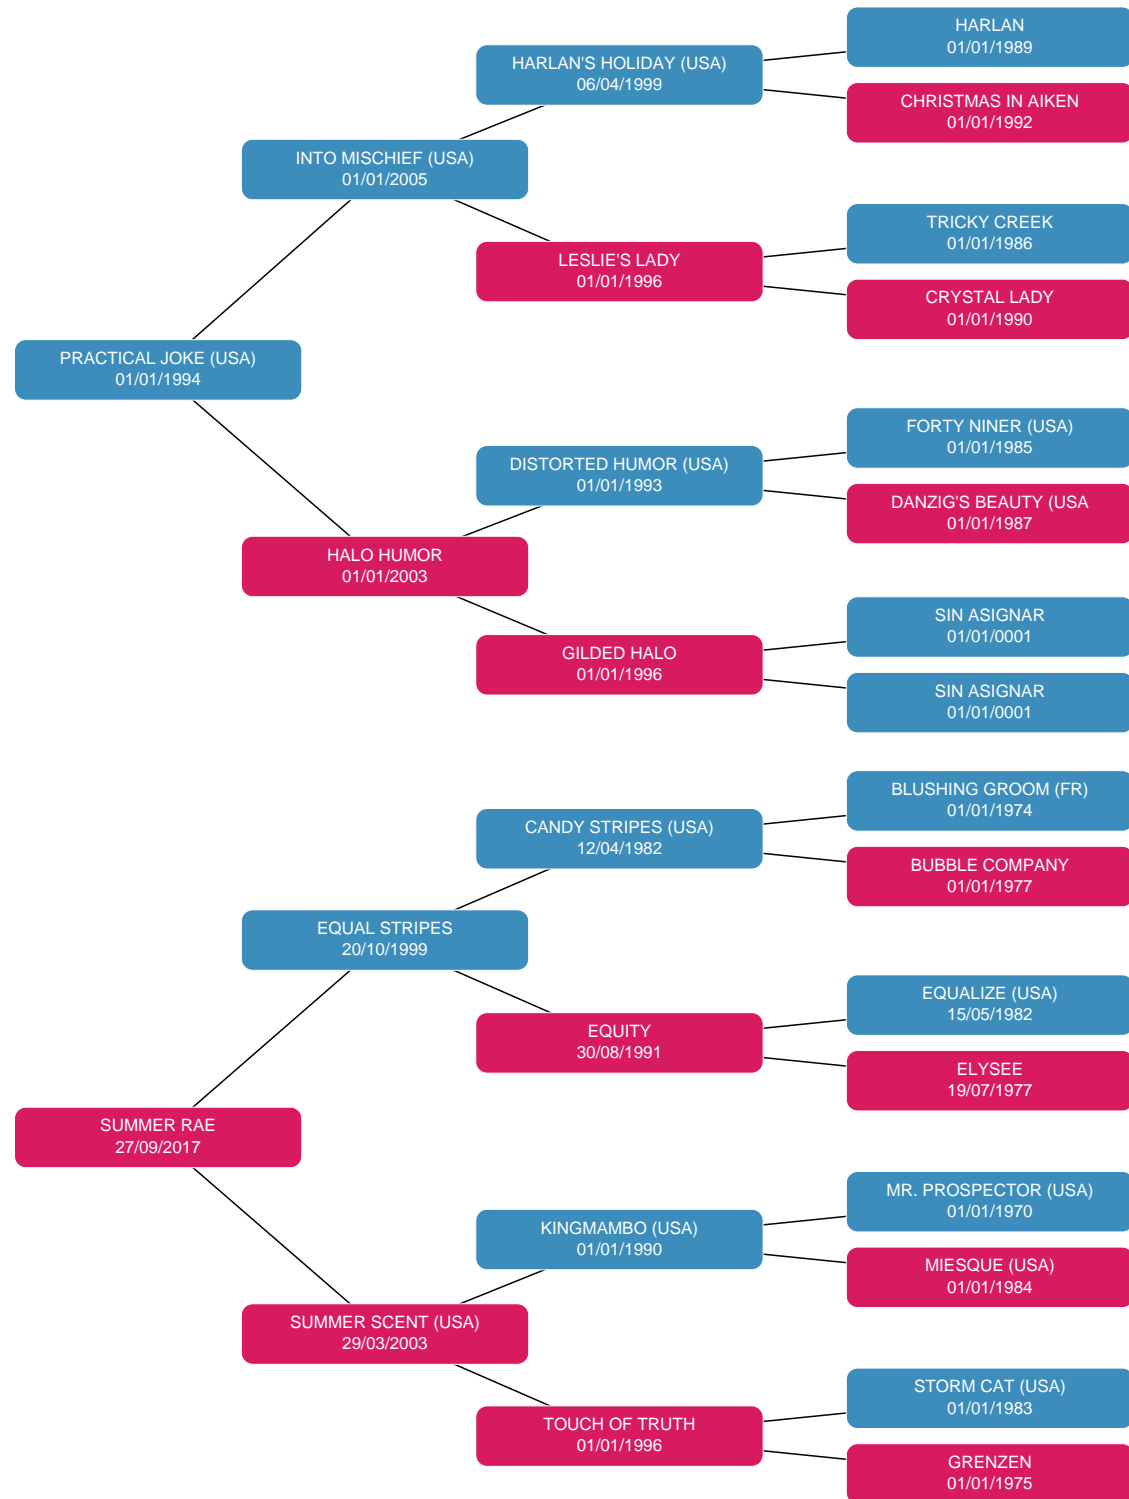 HARLAN
01/01/1989
HARLAN'S HOLIDAY (USA)
06/04/1999
CHRISTMAS IN AIKEN
01/01/1992
INTO MISCHIEF (USA)
01/01/2005
TRICKY CREEK
01/01/1986
LESLIE'S LADY
01/01/1996
CRYSTAL LADY
01/01/1990
PRACTICAL JOKE (USA)
01/01/1994
FORTY NINER (USA)
01/01/1985
DISTORTED HUMOR (USA)
01/01/1993
DANZIG'S BEAUTY (USA
01/01/1987
HALO HUMOR
01/01/2003
SIN ASIGNAR
01/01/0001
GILDED HALO
01/01/1996
SIN ASIGNAR
01/01/0001
BLUSHING GROOM (FR)
01/01/1974
CANDY STRIPES (USA)
12/04/1982
BUBBLE COMPANY
01/01/1977
EQUAL STRIPES
20/10/1999
EQUALIZE (USA)
15/05/1982
EQUITY
30/08/1991
ELYSEE
19/07/1977
SUMMER RAE
27/09/2017
MR. PROSPECTOR (USA)
01/01/1970
KINGMAMBO (USA)
01/01/1990
MIESQUE (USA)
01/01/1984
SUMMER SCENT (USA)
29/03/2003
STORM CAT (USA)
01/01/1983
TOUCH OF TRUTH
01/01/1996
GRENZEN
01/01/1975